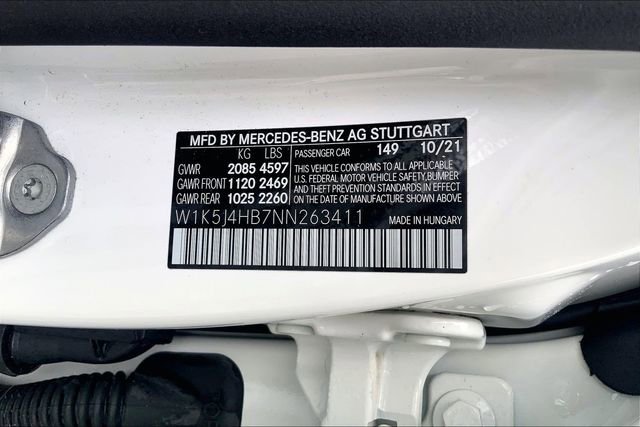 MFD BY MERCEDES-BENZ AG STUTTGART
KG LBS PASSENGER CAR 149 10/21
GVWR 2085 4597 THIS VEHICLE CONFORMS TO ALL APPLICABLE
GAWR FRONT 1120 2469 U.S. FEDERAL MOTOR VEHICLE SAFETY, BUMPER
GAWR REAR 1025 2260 AND THEFT PREVENTION STANDARDS IN EFFECT
ON THE DATE OF MANUFACTURE SHOWN ABOVE
W1K5J4HB7NN263411 MADE IN HUNGARY